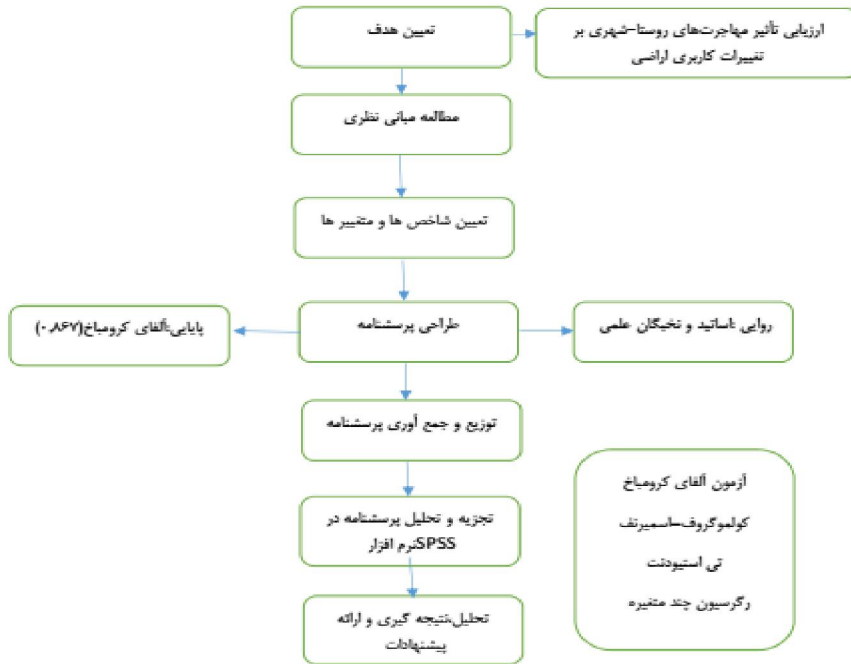 تعیین هدف
ارزیابی تأثیر مهاجرت‌های روستا-شهری بر
تغییرات کاربری اراضی
مطالعه مبانی نظری
تعیین شاخص ها و متغییر ها
طراحی پرسشنامه
روایی :اساتید و نخبگان علمی
پایایی:آلفای کرومباخ(۰.۸۶۷)
توزیع و جمع آوری پرسشنامه
تجزیه و تحلیل پرسشنامه در
SPSSنرم افزار
تحلیل،نتیجه گیری و ارائه
پیشنهادات
آزمون آلفای کرومباخ
کولموگروف-اسمیرنف
تی استیودنت
رگرسیون چند متغیره